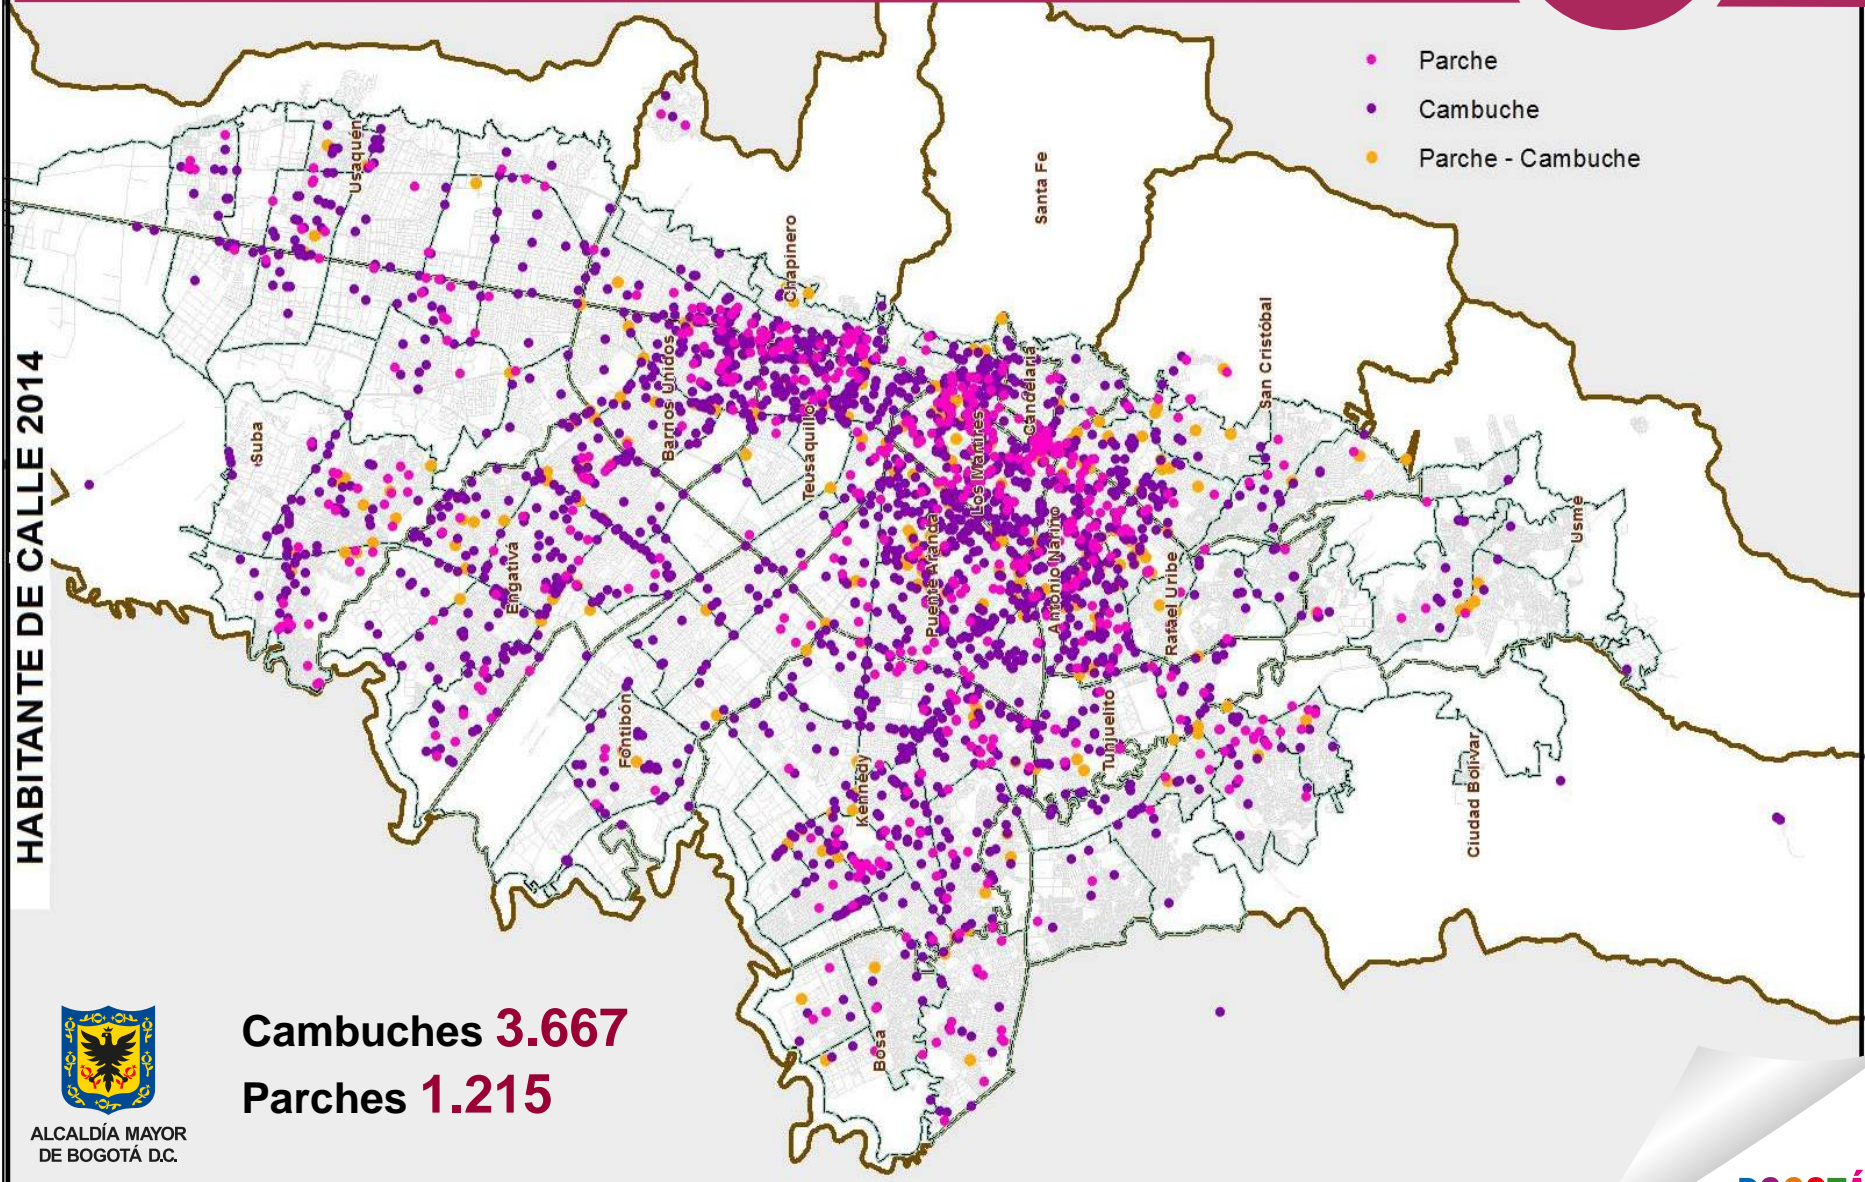 HABITANTE DE CALLE 2014
Parche
Cambuche
Parche - Cambuche
Usaquén
Chapinero
Santa Fe
San Cristóbal
Suba
Barrios Unidos
Teusaquillo
Los Mártires
Candelaria
Engativá
Puente Aranda
Antonio Nariño
Rafael Uribe
Usme
Fontibón
Kennedy
Tunjuelito
Ciudad Bolívar
Bosa
Cambuches 3.667
Parches 1.215
ALCALDÍA MAYOR
DE BOGOTÁ D.C.
BOGOTÁ